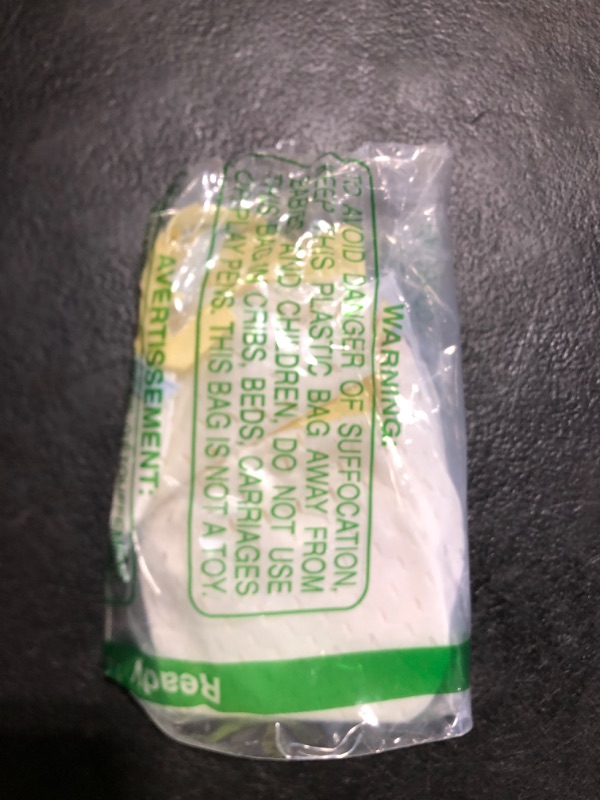 WARNING:
TO AVOID DANGER OF SUFFOCATION,
KEEP THIS PLASTIC BAG AWAY FROM
BABIES AND CHILDREN, DO NOT USE
THIS BAG IN CRIBS, BEDS, CARRIAGES
OR PLAY PENS. THIS BAG IS NOT A TOY.
AVERTISSEMENT:
Ready